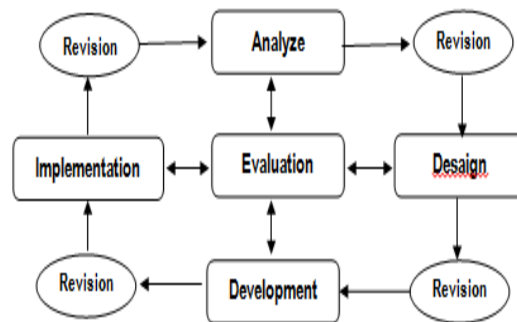 Revision
Analyze
Revision
Implementation
Evaluation
Desaign
Revision
Development
Revision